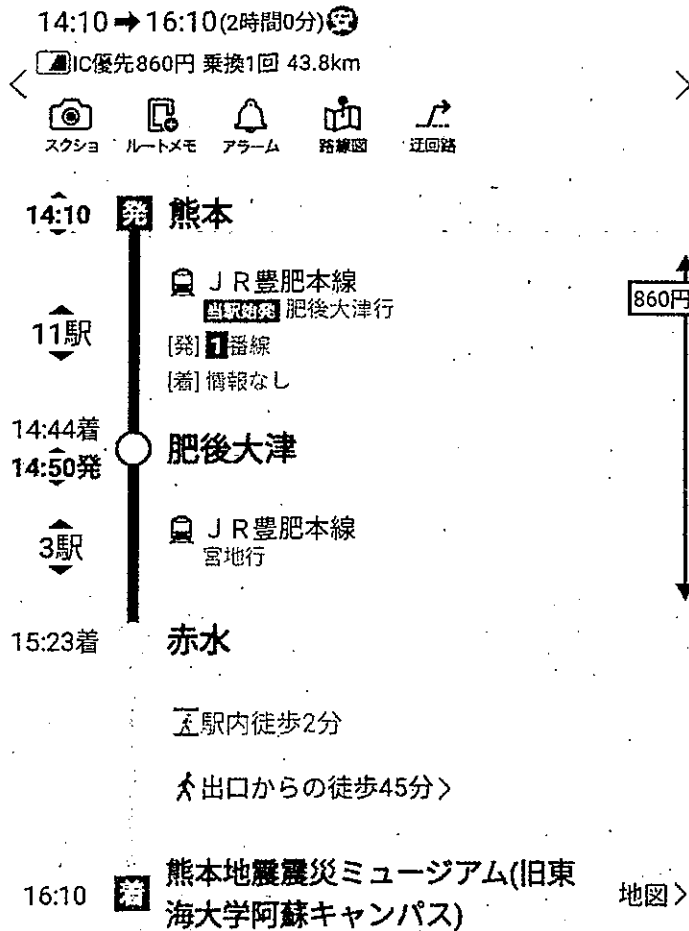 14:10➡16:10(2時間0分)安
IC優先860円 乗換1回 43.8km
スクショ ルートメモ アラーム 路線図 迂回路
14:10 発 熊本
JR豊肥本線
当駅始発 肥後大津行
860円
11駅
[発] 1番線
[着] 情報なし
14:44着
肥後大津
14:50発
JR豊肥本線
3駅
宮地行
15:23着 赤水
駅内徒歩2分
出口からの徒歩45分>
熊本地震震災ミュージアム(旧東
16:10 着 地図>
海大学阿蘇キャンパス)